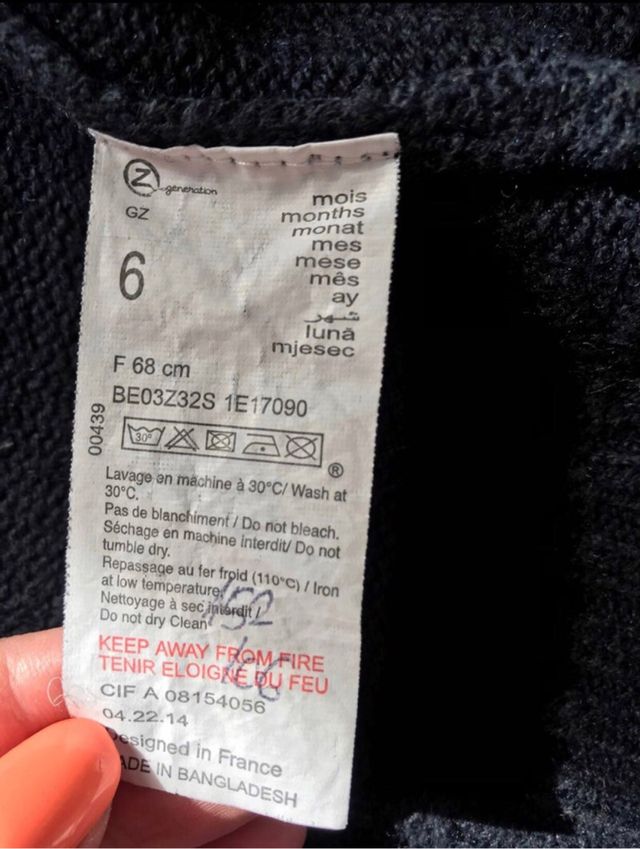 Z generation
GZ
6
mois
months
monat
mes
mese
mês
ay
شهر
lună
mjesec
F 68 cm
BE03Z32S 1E17090
00439
30°
®
Lavage en machine à 30°C/ Wash at
30°C.
Pas de blanchiment / Do not bleach.
Séchage en machine interdit/ Do not
tumble dry.
Repassage au fer froid (110°C) / Iron
at low temperature.
Nettoyage à sec interdit /
Do not dry Clean
152
KEEP AWAY FROM FIRE
TENIR ELOIGNE DU FEU
CIF A 08154056
04.22.14
Designed in France
MADE IN BANGLADESH